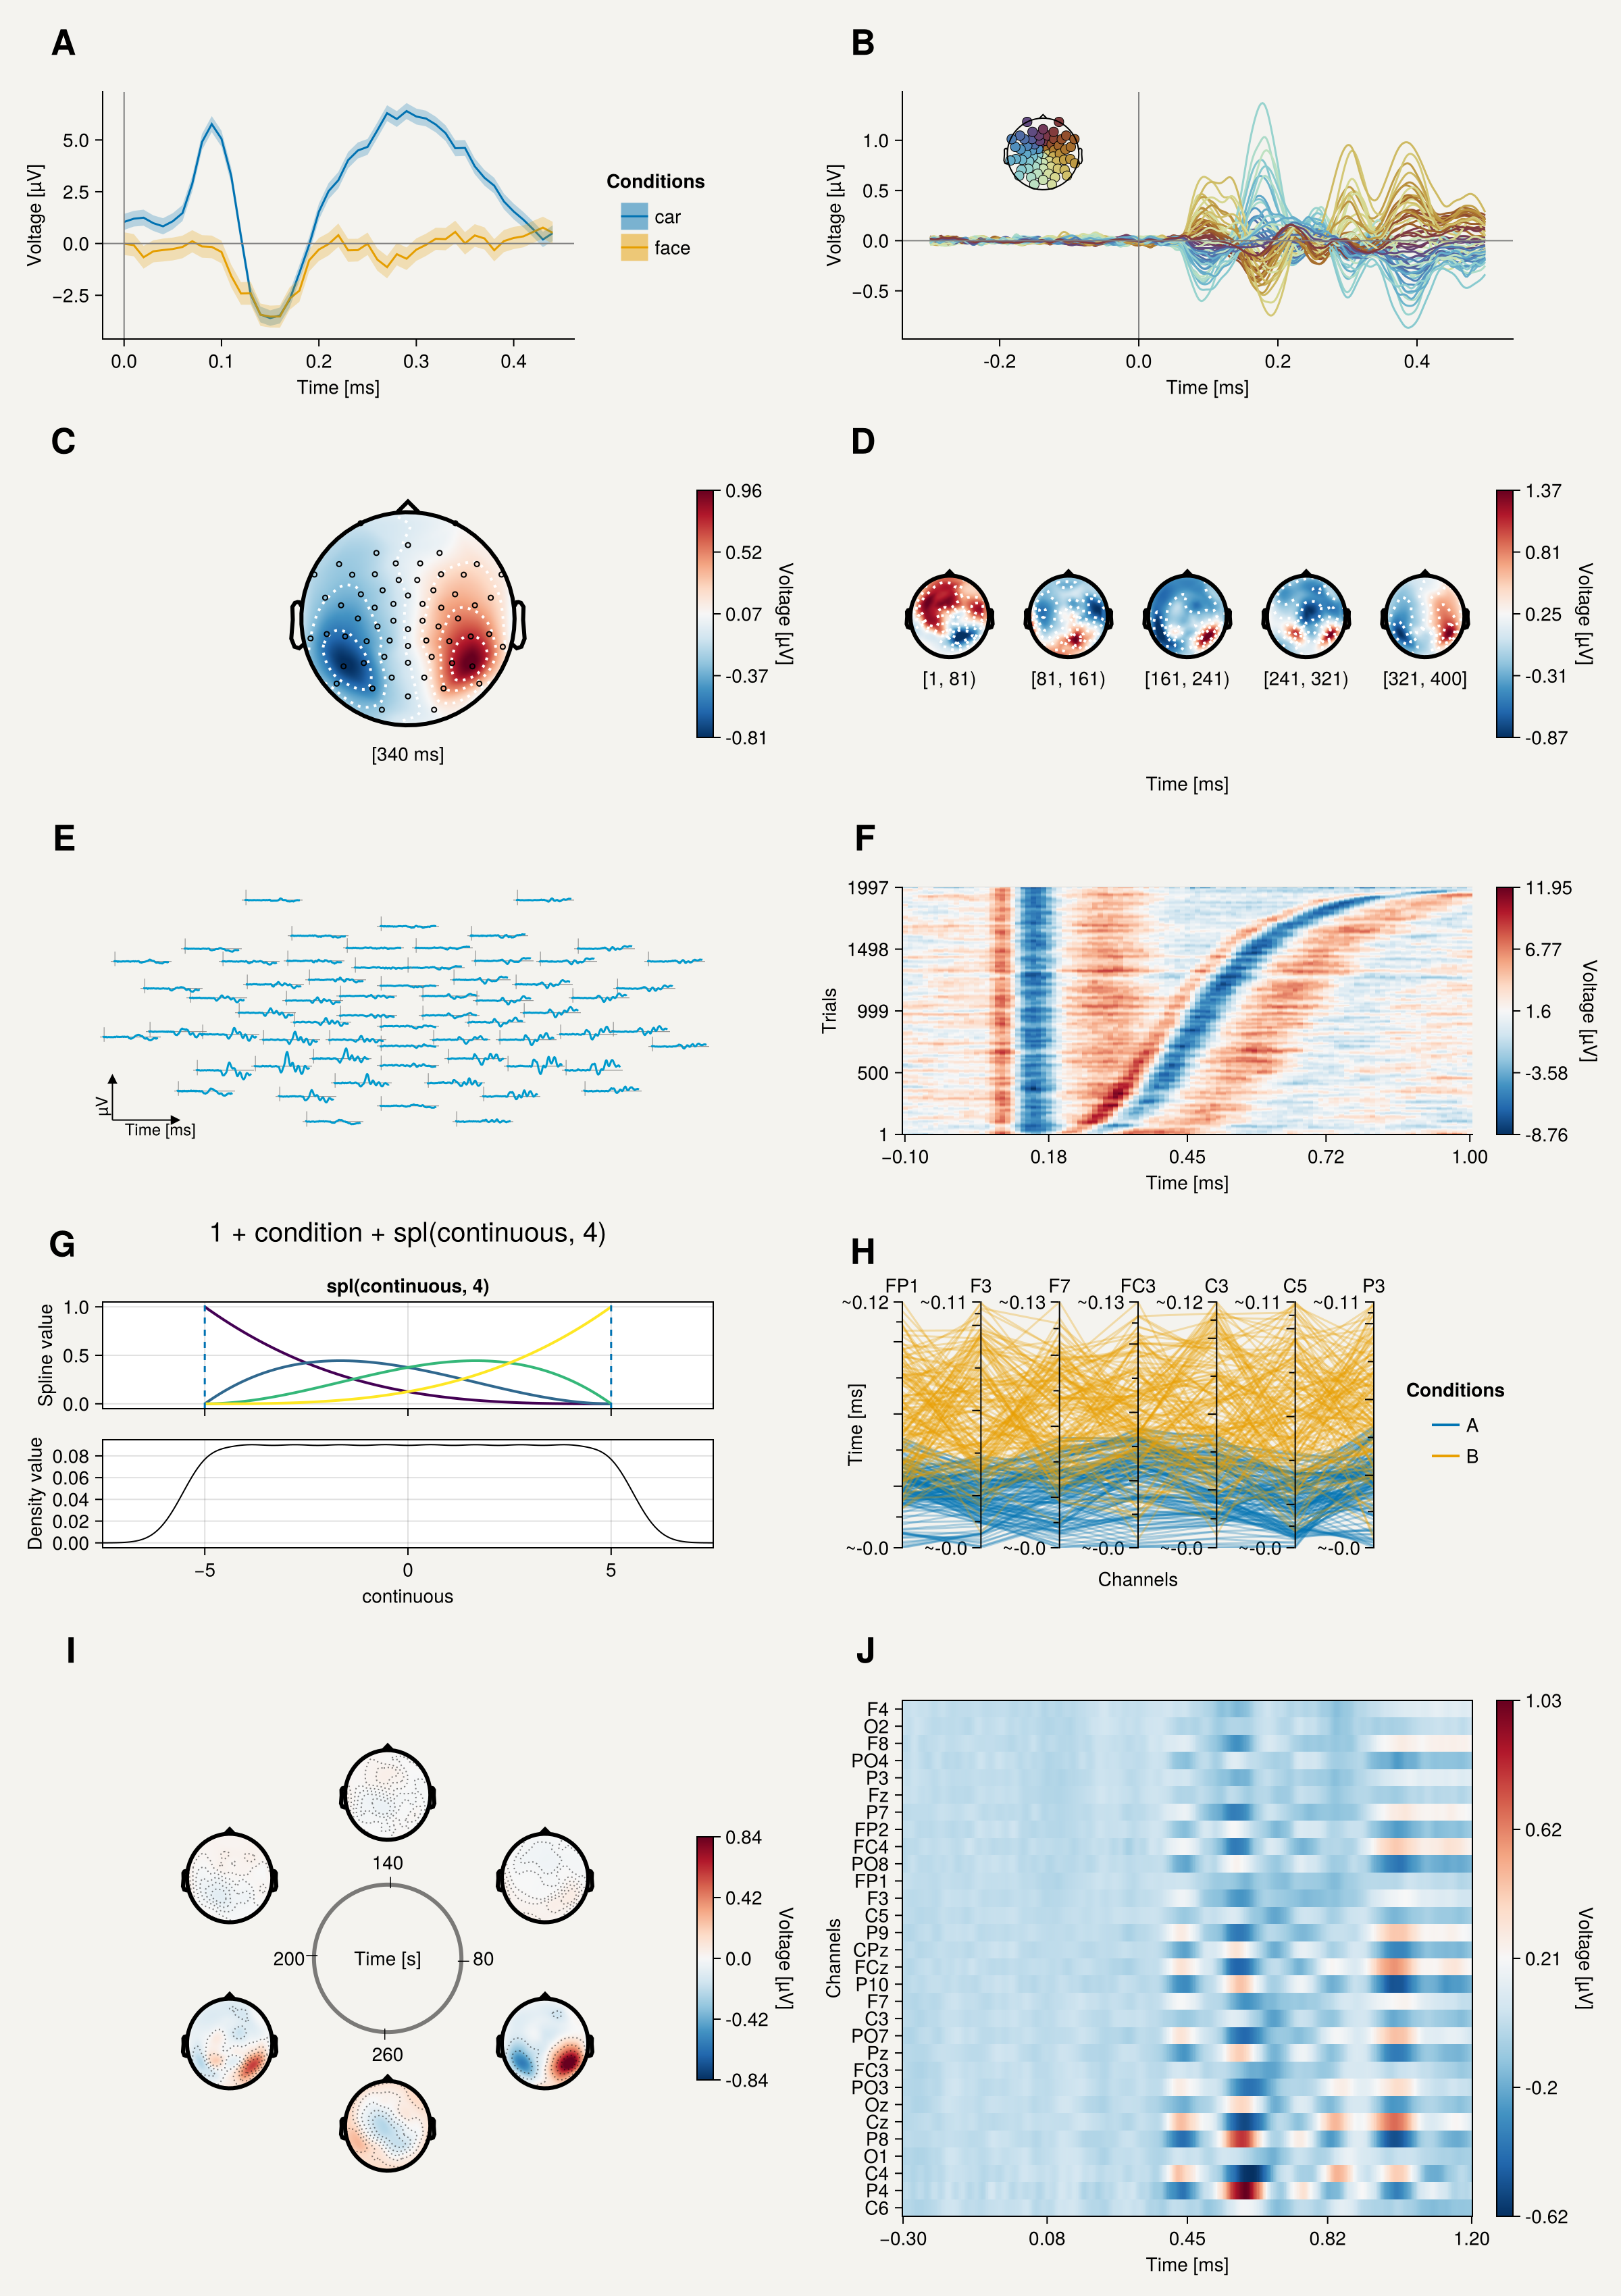 A
5.0
2.5
0.0
−2.5
Voltage [µV]
0.0 0.1 0.2 0.3 0.4
Time [ms]
Conditions
car
face
B
1.0
0.5
0.0
−0.5
Voltage [µV]
-0.2 0.0 0.2 0.4
Time [ms]
C
[340 ms]
0.96
0.52
0.07
-0.37
-0.81
Voltage [µV]
D
[1, 81) [81, 161) [161, 241) [241, 321) [321, 400]
Time [ms]
1.37
0.81
0.25
-0.31
-0.87
Voltage [µV]
E
µV
Time [ms]
F
1997
1498
999
500
1
Trials
−0.10 0.18 0.45 0.72 1.00
Time [ms]
11.95
6.77
1.6
-3.58
-8.76
Voltage [µV]
G
1 + condition + spl(continuous, 4)
spl(continuous, 4)
1.0
0.5
0.0
Spline value
0.08
0.06
0.04
0.02
0.00
Density value
−5 0 5
continuous
H
FP1 F3 F7 FC3 C3 C5 P3
~0.12 ~0.11 ~0.13 ~0.13 ~0.12 ~0.11 ~0.11
Time [ms]
~-0.0 ~-0.0 ~-0.0 ~-0.0 ~-0.0 ~-0.0 ~-0.0
Channels
Conditions
A
B
I
140
200 Time [s] 80
260
0.84
0.42
0.0
-0.42
-0.84
Voltage [µV]
J
F4
O2
F8
PO4
P3
Fz
P7
FP2
FC4
PO8
FP1
F3
C5
P9
CPz
FCz
P10
F7
C3
PO7
Pz
FC3
PO3
Oz
Cz
P8
O1
C4
P4
C6
Channels
−0.30 0.08 0.45 0.82 1.20
Time [ms]
1.03
0.62
0.21
-0.2
-0.62
Voltage [µV]